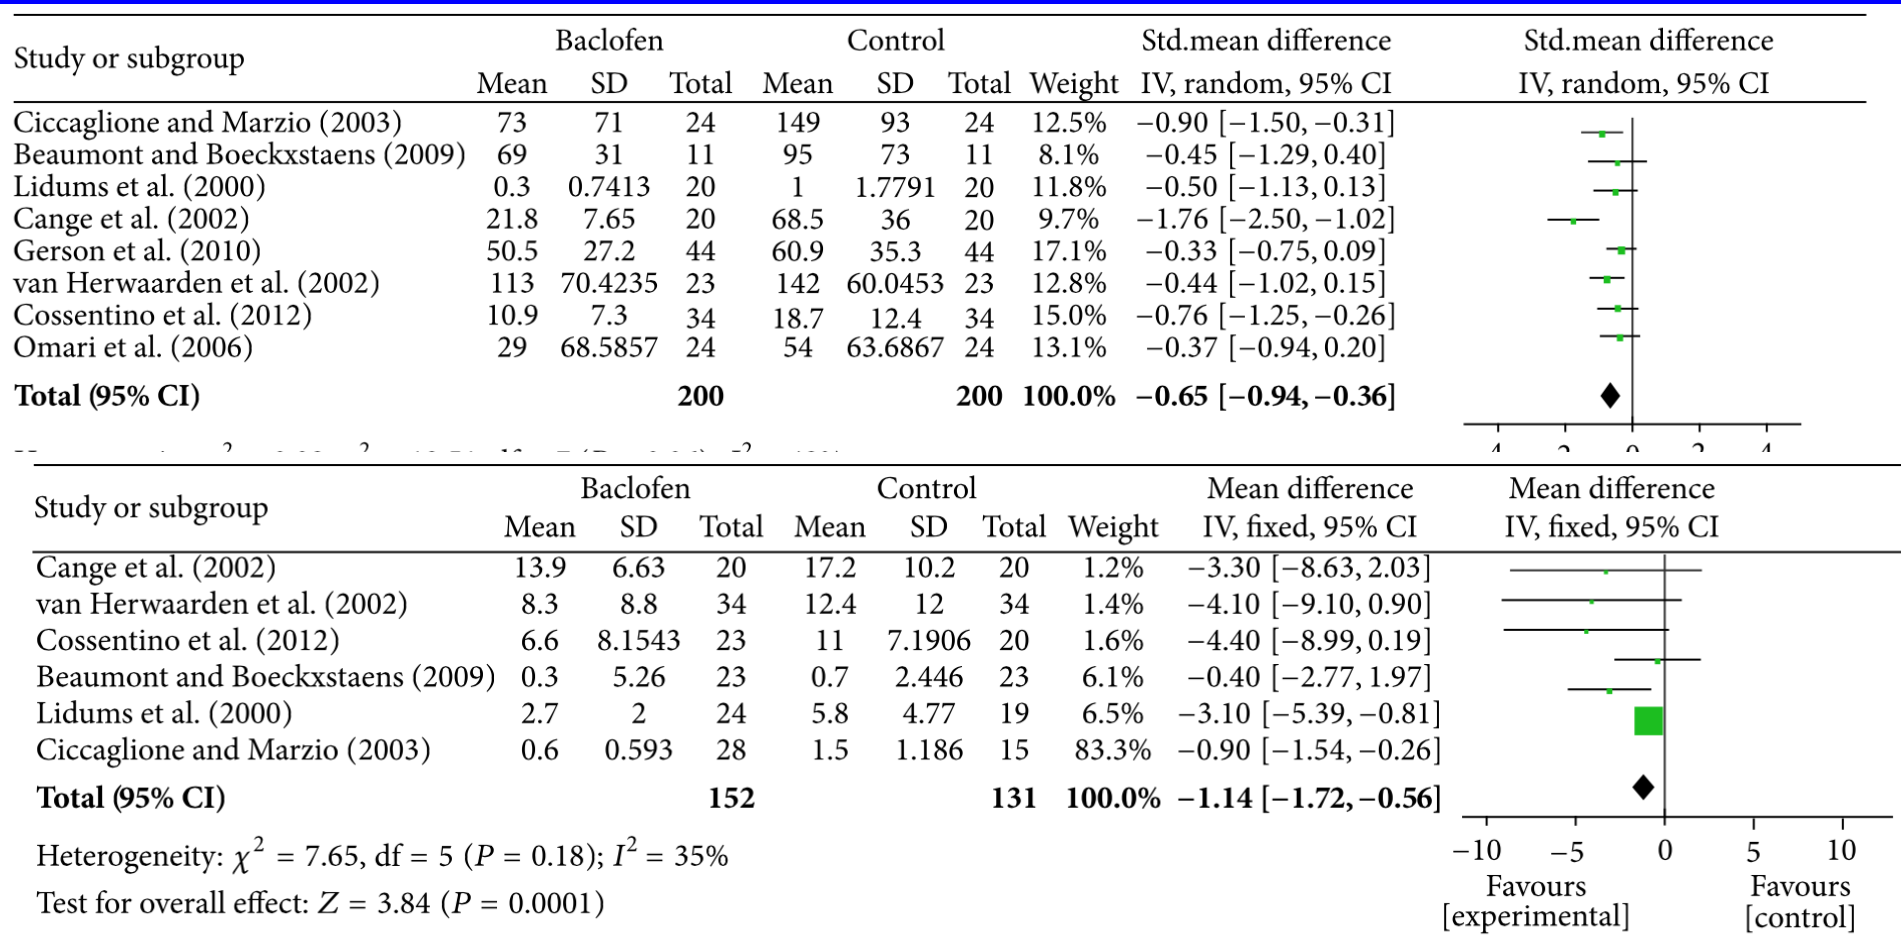 Study or subgroup Baclofen Control Std.mean difference Std.mean difference
Mean SD Total Mean SD Total Weight IV, random, 95% CI IV, random, 95% CI
Ciccaglione and Marzio (2003) 73 71 24 149 93 24 12.5% −0.90 [−1.50, −0.31]
Beaumont and Boeckxstaens (2009) 69 31 11 95 73 11 8.1% −0.45 [−1.29, 0.40]
Lidums et al. (2000) 0.3 0.7413 20 1 1.7791 20 11.8% −0.50 [−1.13, 0.13]
Cange et al. (2002) 21.8 7.65 20 68.5 36 20 9.7% −1.76 [−2.50, −1.02]
Gerson et al. (2010) 50.5 27.2 44 60.9 35.3 44 17.1% −0.33 [−0.75, 0.09]
van Herwaarden et al. (2002) 113 70.4235 23 142 60.0453 23 12.8% −0.44 [−1.02, 0.15]
Cossentino et al. (2012) 10.9 7.3 34 18.7 12.4 34 15.0% −0.76 [−1.25, −0.26]
Omari et al. (2006) 29 68.5857 24 54 63.6867 24 13.1% −0.37 [−0.94, 0.20]
Total (95% CI) 200 200 100.0% −0.65 [−0.94, −0.36]
Study or subgroup Baclofen Control Mean difference Mean difference
Mean SD Total Mean SD Total Weight IV, fixed, 95% CI IV, fixed, 95% CI
Cange et al. (2002) 13.9 6.63 20 17.2 10.2 20 1.2% −3.30 [−8.63, 2.03]
van Herwaarden et al. (2002) 8.3 8.8 34 12.4 12 34 1.4% −4.10 [−9.10, 0.90]
Cossentino et al. (2012) 6.6 8.1543 23 11 7.1906 20 1.6% −4.40 [−8.99, 0.19]
Beaumont and Boeckxstaens (2009) 0.3 5.26 23 0.7 2.446 23 6.1% −0.40 [−2.77, 1.97]
Lidums et al. (2000) 2.7 2 24 5.8 4.77 19 6.5% −3.10 [−5.39, −0.81]
Ciccaglione and Marzio (2003) 0.6 0.593 28 1.5 1.186 15 83.3% −0.90 [−1.54, −0.26]
Total (95% CI) 152 131 100.0% −1.14 [−1.72, −0.56]
Heterogeneity: χ² = 7.65, df = 5 (P = 0.18); I² = 35%
Test for overall effect: Z = 3.84 (P = 0.0001)
−10 −5 0 5 10
Favours [experimental] Favours [control]